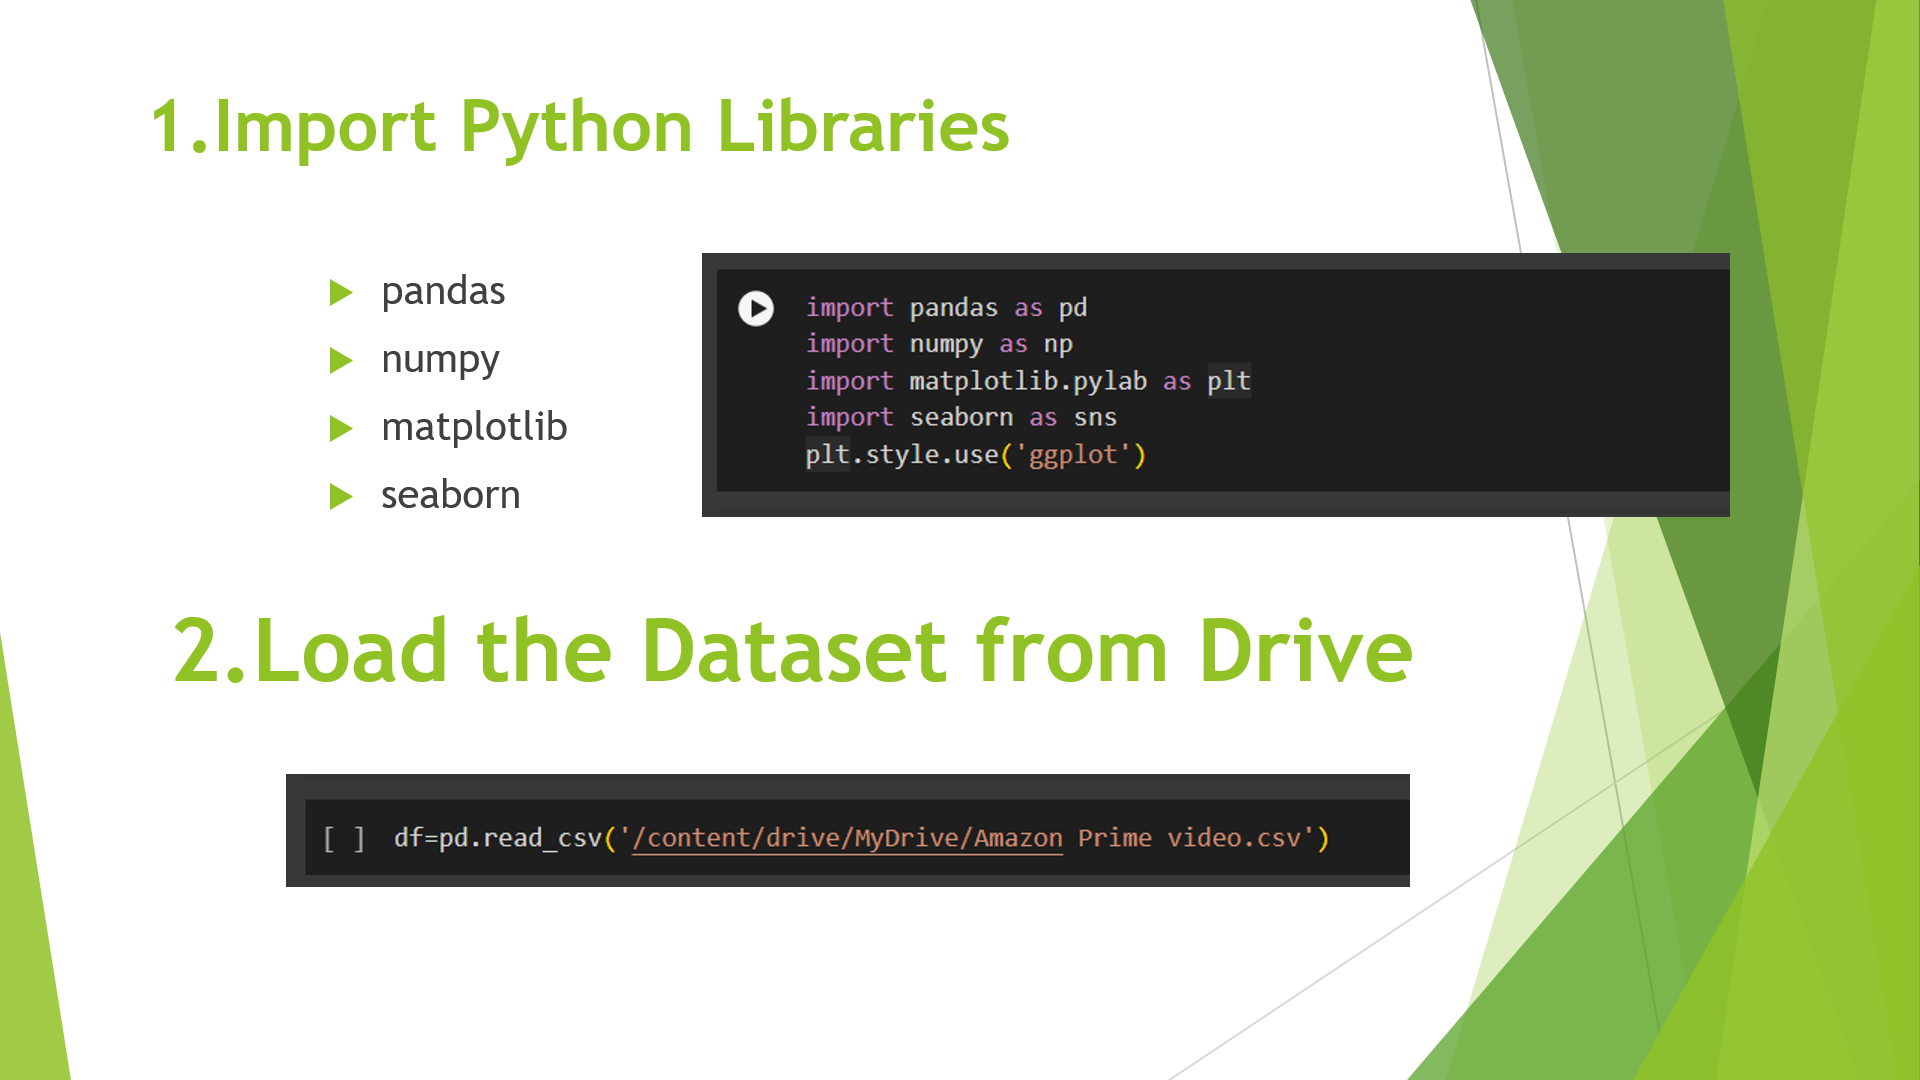 1.Import Python Libraries
pandas
numpy
matplotlib
seaborn
import pandas as pd
import numpy as np
import matplotlib.pylab as plt
import seaborn as sns
plt.style.use('ggplot')
2.Load the Dataset from Drive
[ ] df=pd.read_csv('/content/drive/MyDrive/Amazon Prime video.csv')